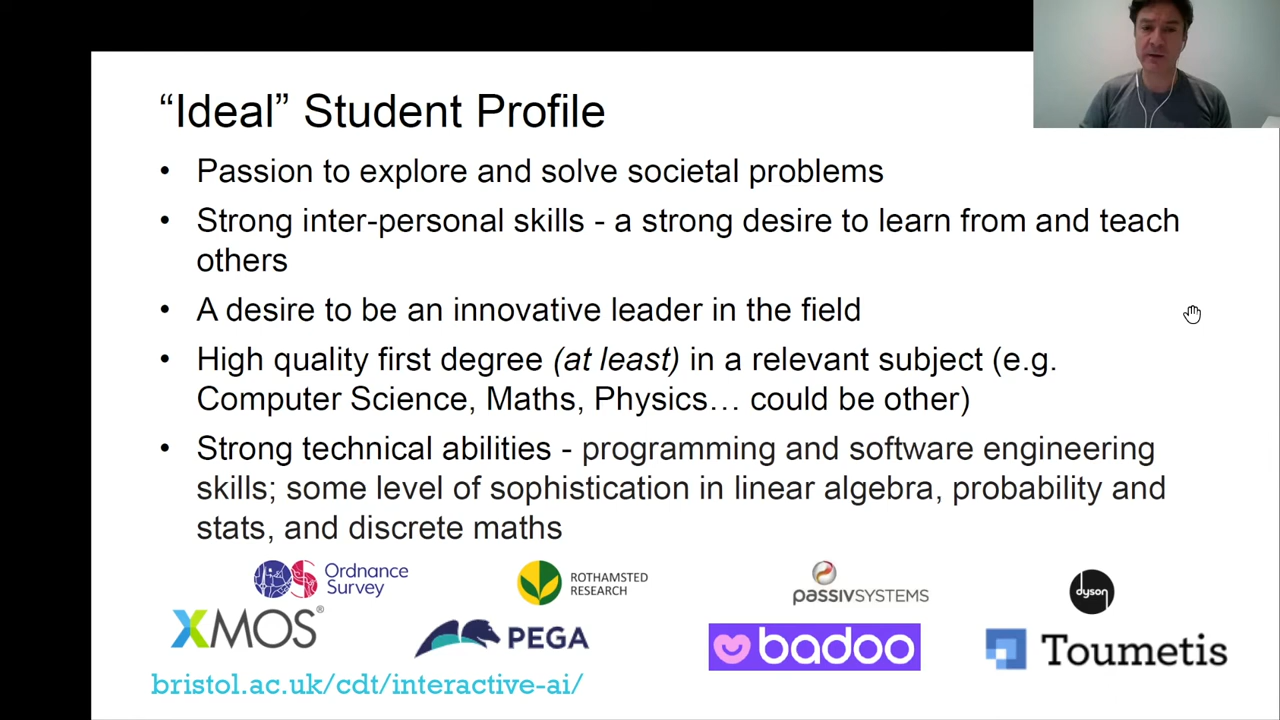 “Ideal” Student Profile
• Passion to explore and solve societal problems
• Strong inter-personal skills - a strong desire to learn from and teach
others
• A desire to be an innovative leader in the field
• High quality first degree (at least) in a relevant subject (e.g.
Computer Science, Maths, Physics… could be other)
• Strong technical abilities - programming and software engineering
skills; some level of sophistication in linear algebra, probability and
stats, and discrete maths
Ordnance
Survey
ROTHAMSTED
RESEARCH
PASSIVSYSTEMS
dyson
XMOS®
PEGA
badoo
Toumetis
bristol.ac.uk/cdt/interactive-ai/